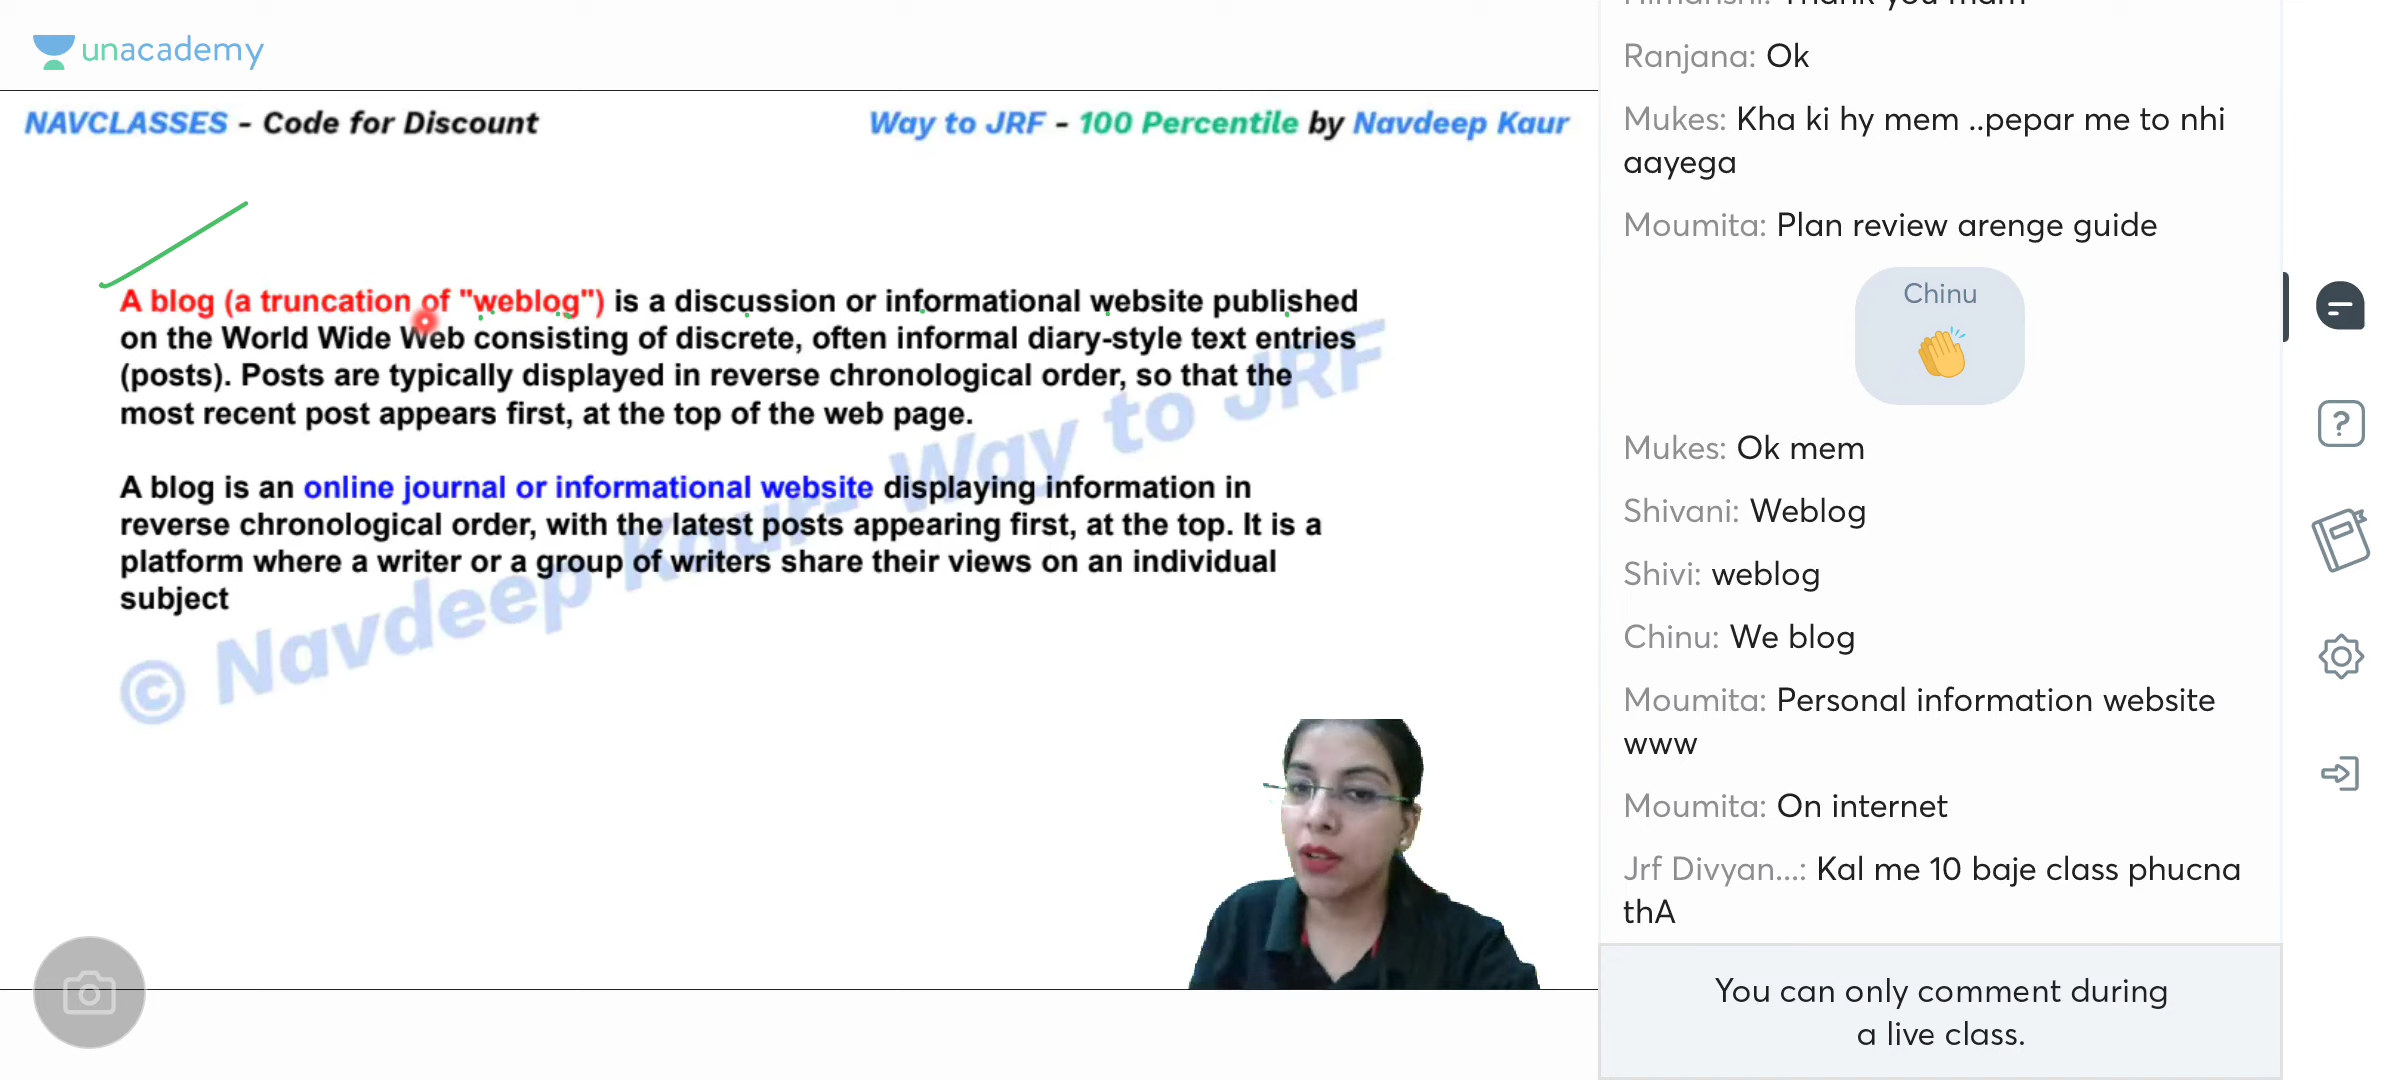 unacademy
NAVCLASSES - Code for Discount
Way to JRF - 100 Percentile by Navdeep Kaur
A blog (a truncation of "weblog") is a discussion or informational website published
on the World Wide Web consisting of discrete, often informal diary-style text entries
(posts). Posts are typically displayed in reverse chronological order, so that the
most recent post appears first, at the top of the web page.
A blog is an online journal or informational website displaying information in
reverse chronological order, with the latest posts appearing first, at the top. It is a
platform where a writer or a group of writers share their views on an individual
subject
© Navdeep Kaur- Way to JRF
Himanshi: Thank you mam
Ranjana: Ok
Mukes: Kha ki hy mem ..pepar me to nhi
aayega
Moumita: Plan review arenge guide
Chinu
Mukes: Ok mem
Shivani: Weblog
Shivi: weblog
Chinu: We blog
Moumita: Personal information website
www
Moumita: On internet
Jrf Divyan...: Kal me 10 baje class phucna
thA
You can only comment during
a live class.